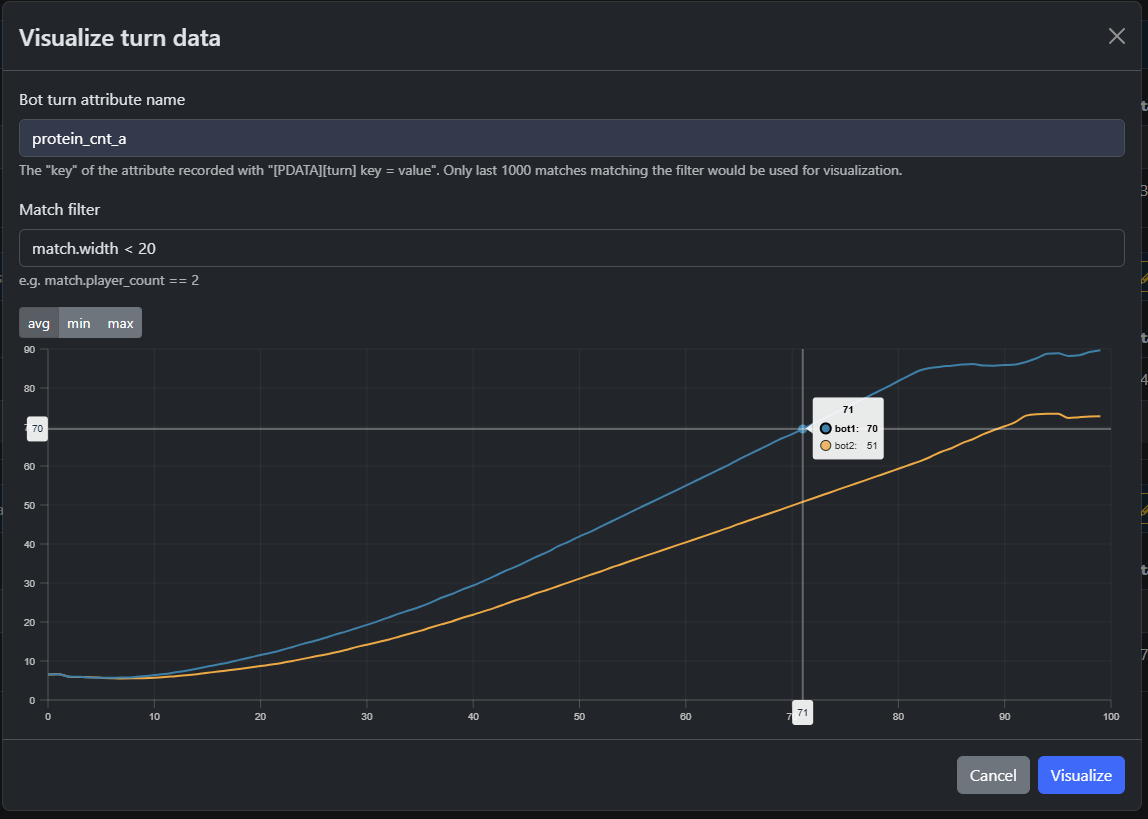 Visualize turn data
Bot turn attribute name
protein_cnt_a
The "key" of the attribute recorded with "[PDATA][turn] key = value". Only last 1000 matches matching the filter would be used for visualization.
Match filter
match.width < 20
e.g. match.player_count == 2
avg min max
90
80
70
60
50
40
30
20
10
0
71
bot1: 70
bot2: 51
0 10 20 30 40 50 60 71 80 90 100
Cancel Visualize